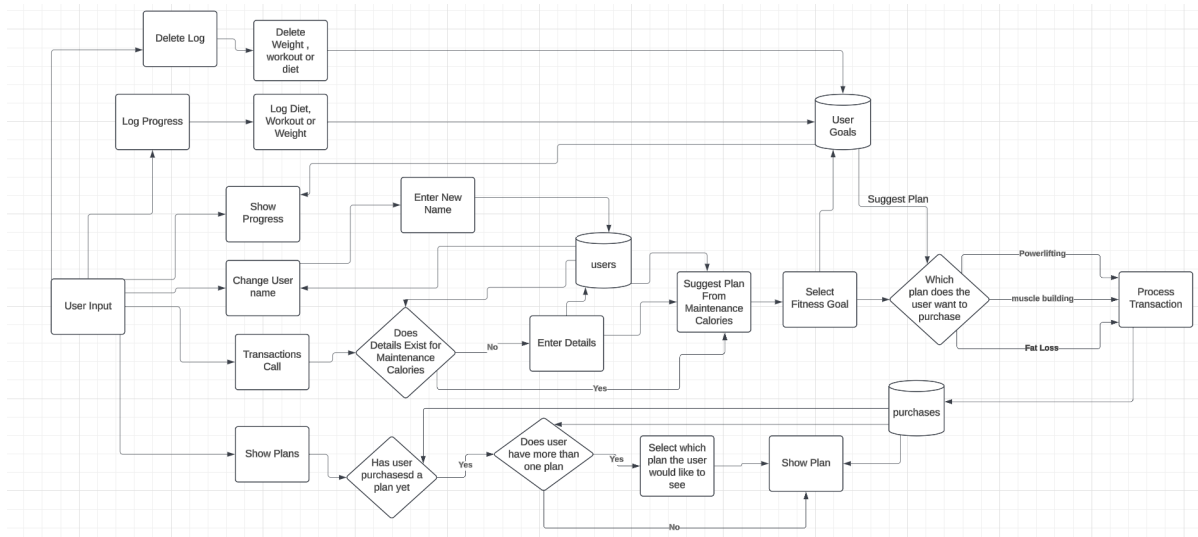 Delete Log
Delete
Weight ,
workout or
diet
Log Progress
Log Diet,
Workout or
Weight
User
Goals
Show
Progress
Enter New
Name
Suggest Plan
users
Change User
name
User Input
Suggest Plan
From
Maintenance
Calories
Select
Fitness Goal
Which
plan does the
user want to
purchase
Powerlifting
muscle building
Fat Loss
Process
Transaction
Transactions
Call
Does
Details Exist for
Maintenance
Calories
No
Enter Details
Yes
purchases
Show Plans
Has user
purchasesd a
plan yet
Yes
Does user
have more than
one plan
Yes
Select which
plan the user
would like to
see
Show Plan
No